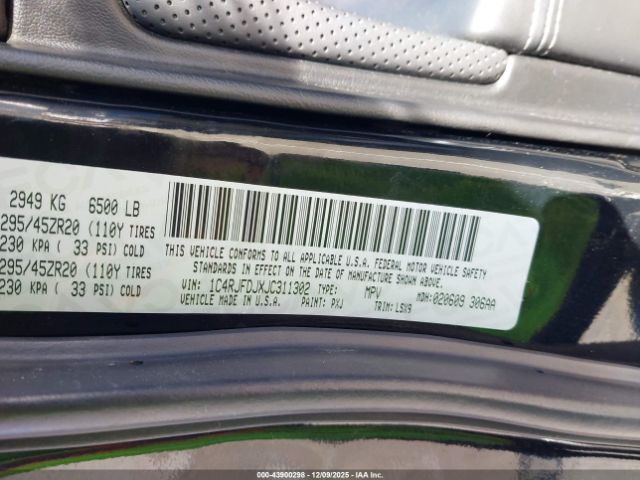 2949 KG 6500 LB
295/45ZR20 (110Y TIRES
230 KPA ( 33 PSI) COLD
295/45ZR20 (110Y TIRES
230 KPA ( 33 PSI) COLD
THIS VEHICLE CONFORMS TO ALL APPLICABLE U.S.A. FEDERAL MOTOR VEHICLE SAFETY
STANDARDS IN EFFECT ON THE DATE OF MANUFACTURE SHOWN ABOVE.
VIN: 1C4RJFDJXJC311302 TYPE: MPV MDH: 020609 306AA
VEHICLE MADE IN U.S.A. PAINT: PXJ TRIM: LSW9
000-43900298 - 12/09/2025 - IAA Inc.